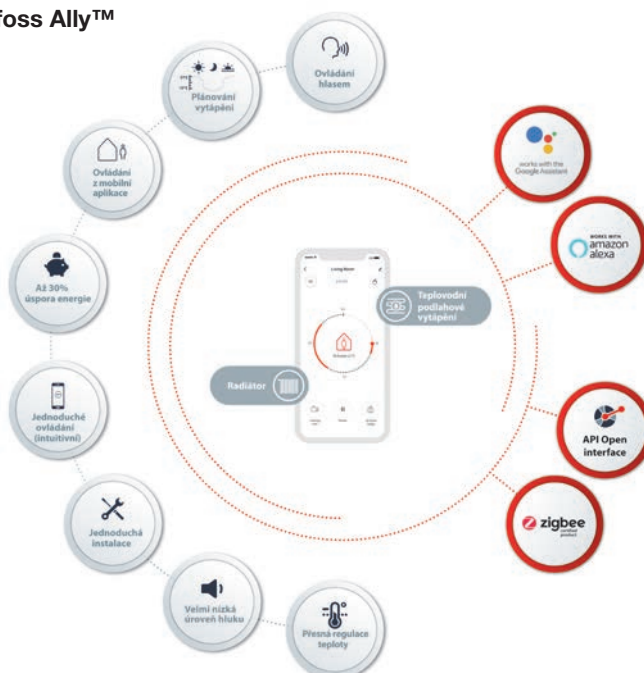 foss Ally™
Ovládání
hlasem
Plánování
vytápění
Ovládání
z mobilní
aplikace
Až 30%
úspora energie
Jednoduché
ovládání
(intuitivní)
Jednoduchá
instalace
Velmi nízká
úroveň hluku
Přesná regulace
teploty
works with the
Google Assistant
WORKS WITH
amazon
alexa
API Open
interface
zigbee
certified
product
Living Room
Teplovodní
podlahové
vytápění
Radiátor